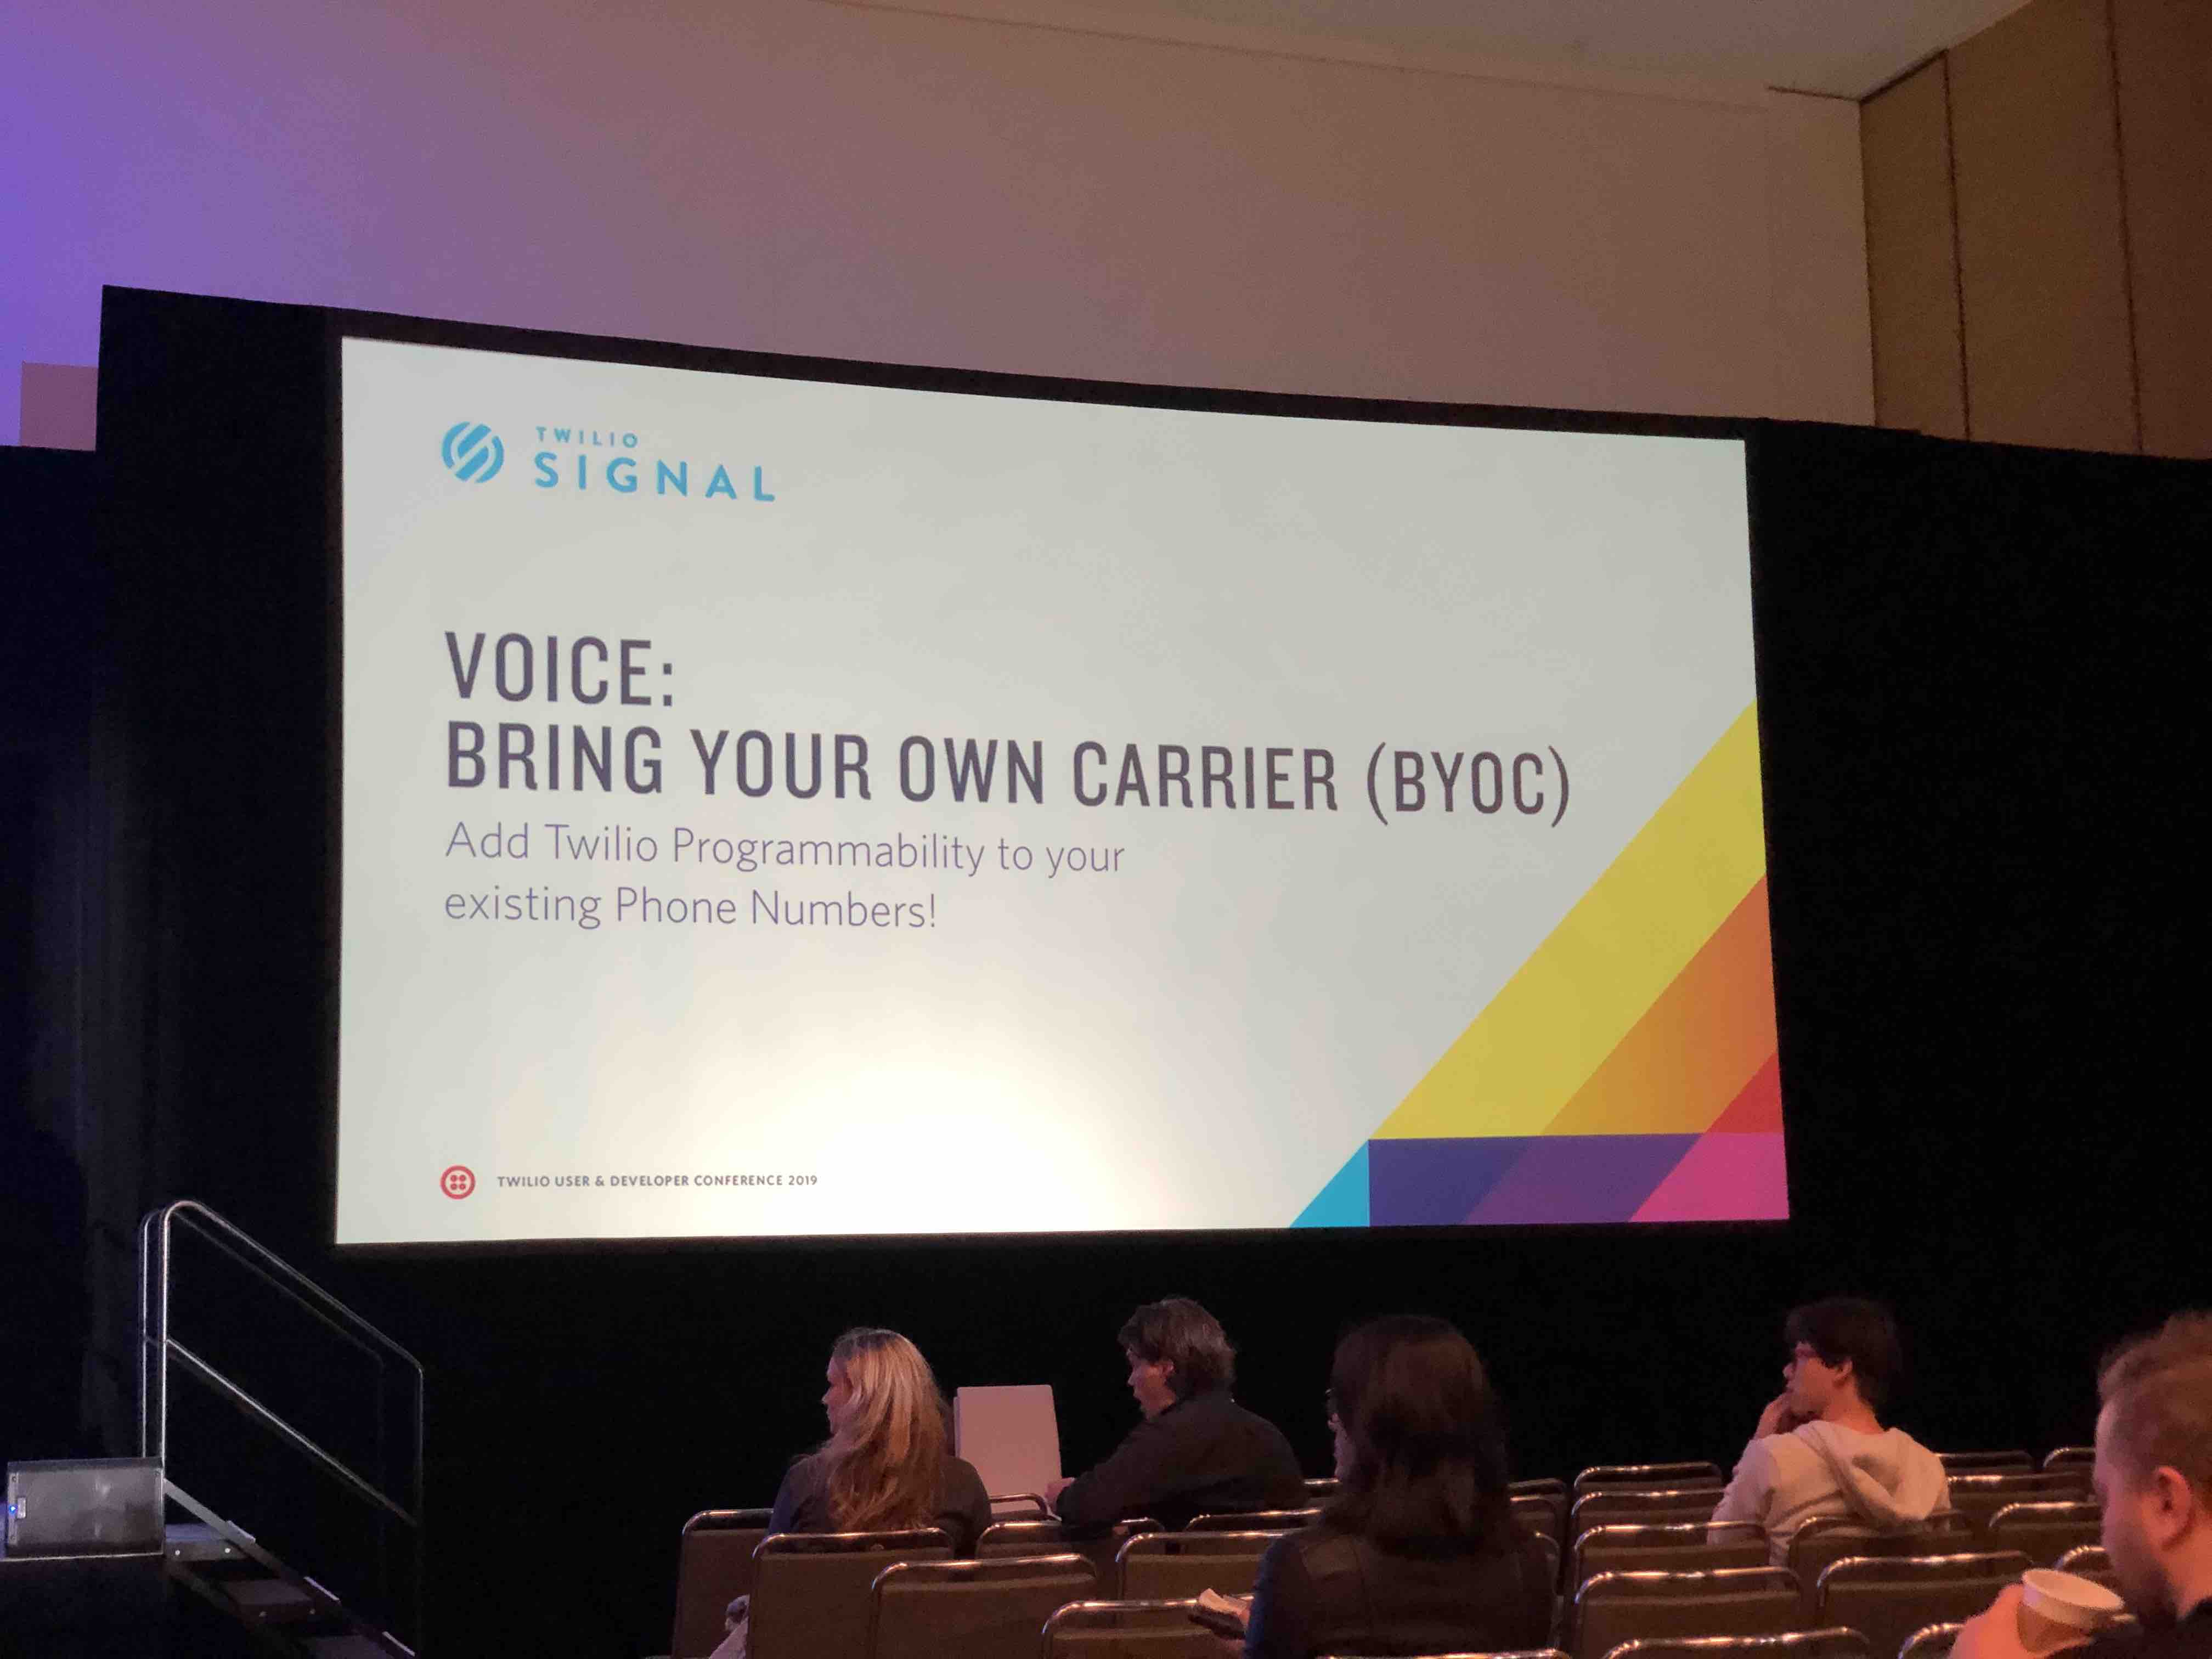 TWILIO
SIGNAL
VOICE:
BRING YOUR OWN CARRIER (BYOC)
Add Twilio Programmability to your
existing Phone Numbers!
TWILIO USER & DEVELOPER CONFERENCE 2019